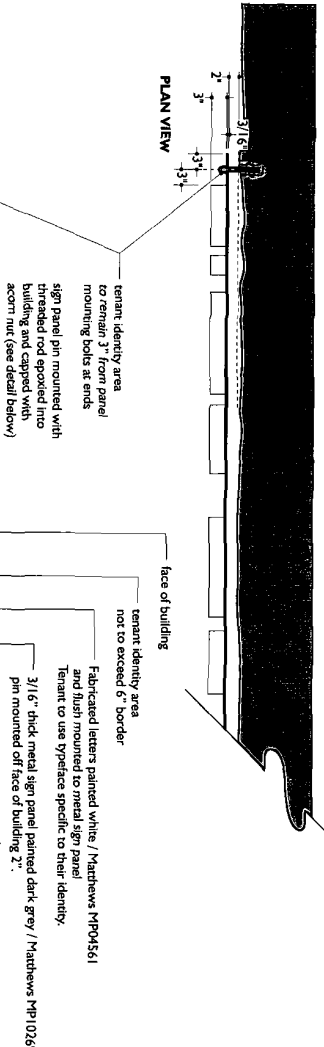 2"
3"
3/16"
3"
3"
PLAN VIEW
tenant identity area
to remain 3" from panel
mounting bolts at ends
sign panel pin mounted with
threaded rod epoxied into
building and capped with
acorn nut (see detail below)
face of building
tenant identity area
not to exceed 6" border
Fabricated letters painted white / Matthews MP04561
and flush mounted to metal sign panel
Tenant to use typeface specific to their identity.
3/16" thick metal sign panel painted dark grey / Matthews MP1026
pin mounted off face of building 2".